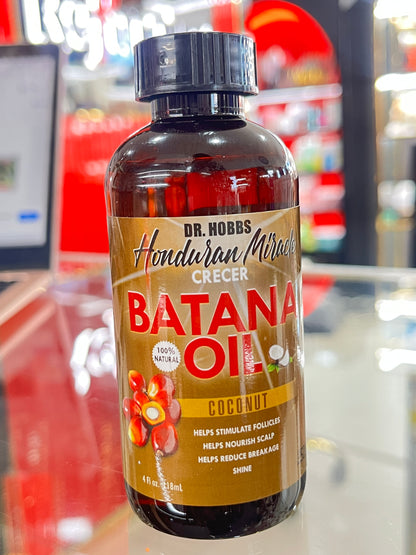 DR. HOBBS
Honduran Miracle
CRECER
BATANA
OIL
100%
NATURAL
COCONUT
HELPS STIMULATE FOLLICLES
HELPS NOURISH SCALP
HELPS REDUCE BREAKAGE
SHINE
4 fl oz